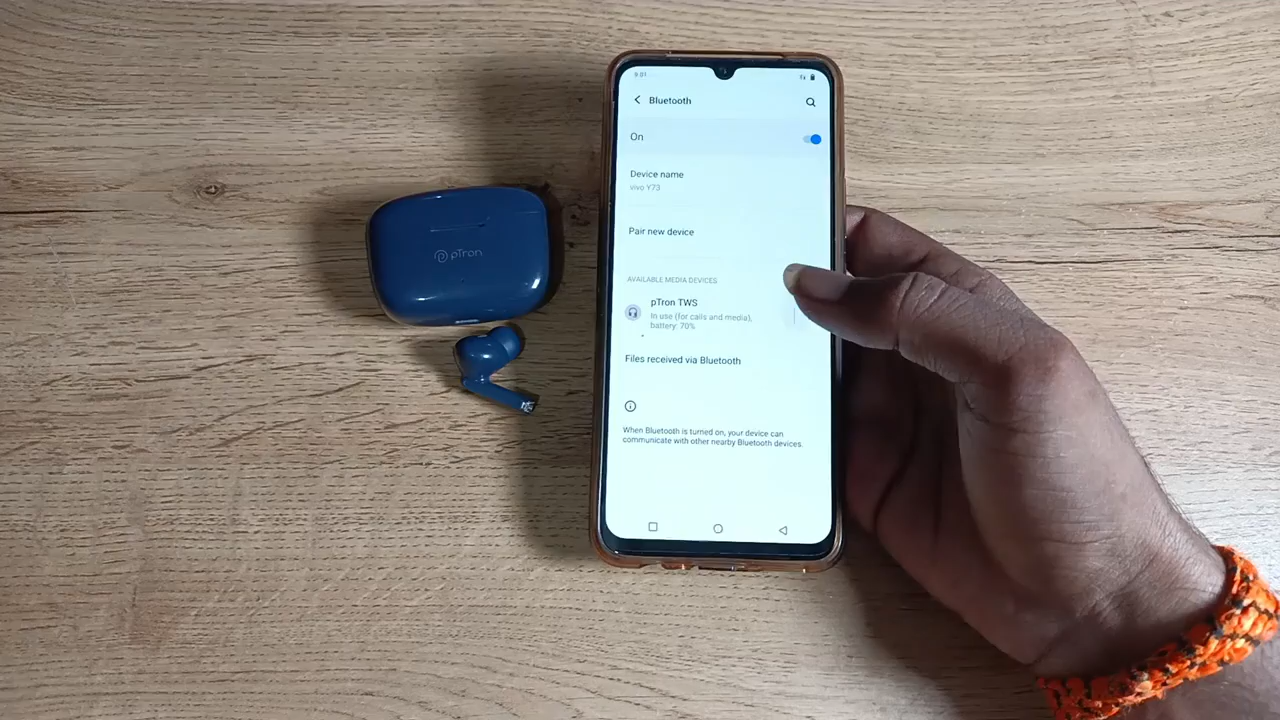 pTron
9:01
Bluetooth
On
Device name
vivo Y73
Pair new device
AVAILABLE MEDIA DEVICES
pTron TWS
In use (for calls and media),
battery: 70%
Files received via Bluetooth
When Bluetooth is turned on, your device can
communicate with other nearby Bluetooth devices.